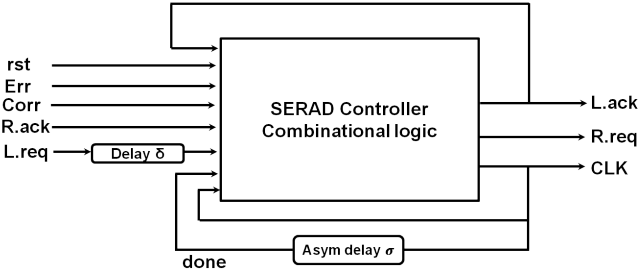 rst
Err
Corr
R.ack
L.req
Delay δ
SERAD Controller
Combinational logic
L.ack
R.req
CLK
Asym delay σ
done